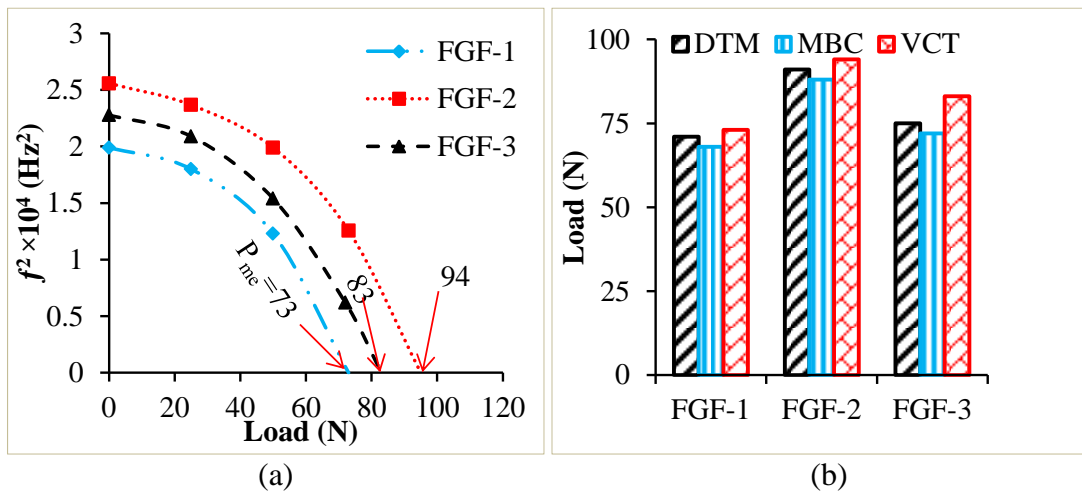 3
2.5
2
1.5
1
0.5
0
f² ×10⁴ (Hz²)
FGF-1
FGF-2
FGF-3
P me =73
83
94
0 20 40 60 80 100 120
Load (N)
(a)
100
75
50
25
0
Load (N)
DTM MBC VCT
FGF-1 FGF-2 FGF-3
(b)